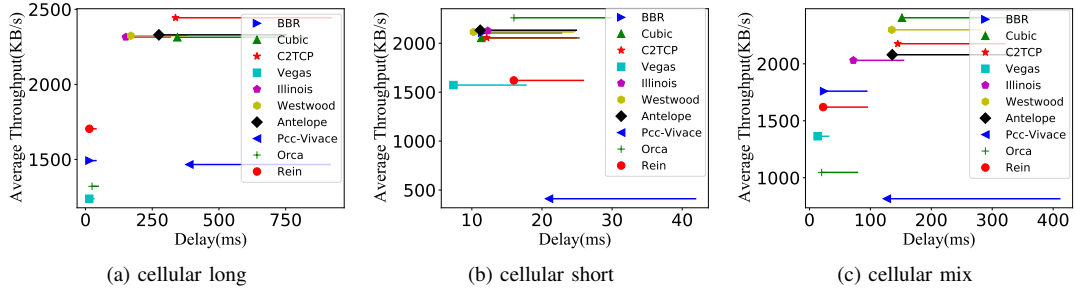 Average Throughput(KB/s)
2500
2000
1500
0
250
500
750
Delay(ms)
BBR
Cubic
C2TCP
Vegas
Illinois
Westwood
Antelope
Pcc-Vivace
Orca
Rein
(a) cellular long
Average Throughput(KB/s)
2000
1500
1000
500
10
20
30
40
Delay(ms)
BBR
Cubic
C2TCP
Vegas
Illinois
Westwood
Antelope
Pcc-Vivace
Orca
Rein
(b) cellular short
Average Throughput(KB/s)
2000
1500
1000
0
100
200
300
400
Delay(ms)
BBR
Cubic
C2TCP
Vegas
Illinois
Westwood
Antelope
Pcc-Vivace
Orca
Rein
(c) cellular mix